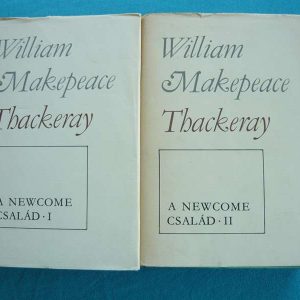 William
Makepeace
Thackeray
A NEWCOME
CSALÁD · I
William
Makepeace
Thackeray
A NEWCOME
CSALÁD · II